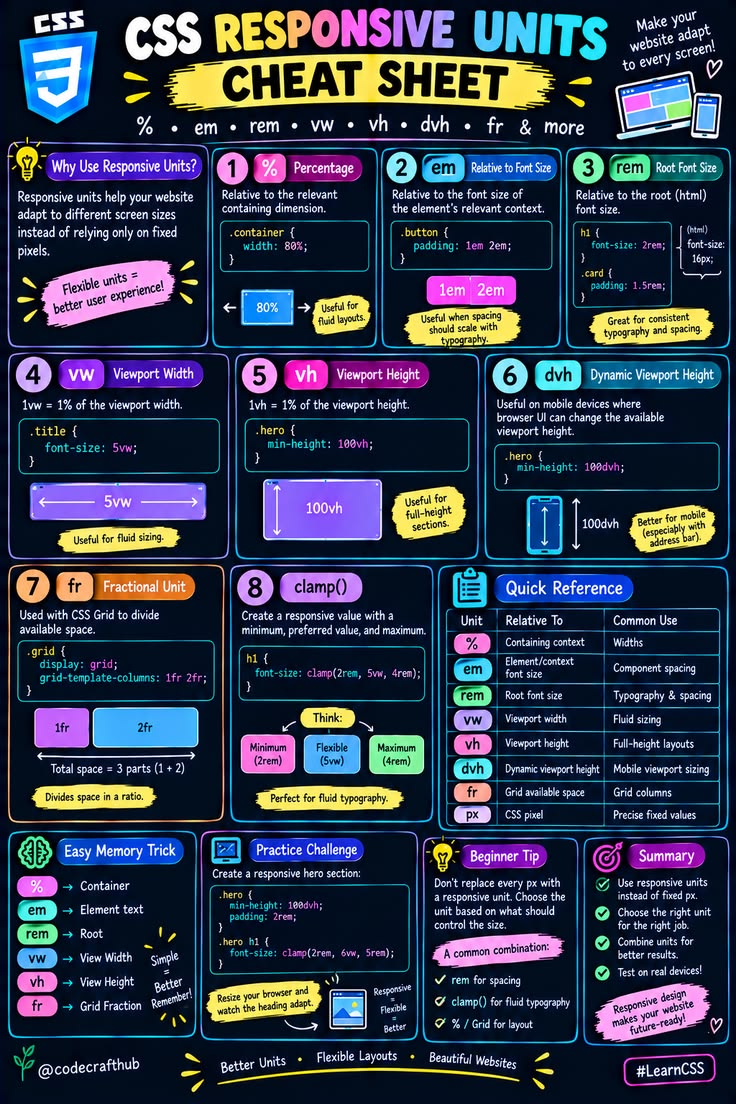 CSS
3
CSS RESPONSIVE UNITS
CHEAT SHEET
% • em • rem • vw • vh • dvh • fr & more
Make your
website adapt
to every screen!
Why Use Responsive Units?
Responsive units help your website
adapt to different screen sizes
instead of relying only on fixed
pixels.
Flexible units =
better user experience!
1 % Percentage
Relative to the relevant
containing dimension.
.container {
width: 80%;
}
80%
Useful for
fluid layouts.
2 em Relative to Font Size
Relative to the font size of
the element's relevant context.
.button {
padding: 1em 2em;
}
1em 2em
Useful when spacing
should scale with
typography.
3 rem Root Font Size
Relative to the root (html)
font size.
h1 {
font-size: 2rem;
}
.card {
padding: 1.5rem;
}
(html)
font-size:
16px;
Great for consistent
typography and spacing.
4 vw Viewport Width
1vw = 1% of the viewport width.
.title {
font-size: 5vw;
}
5vw
Useful for fluid sizing.
5 vh Viewport Height
1vh = 1% of the viewport height.
.hero {
min-height: 100vh;
}
100vh
Useful for
full-height
sections.
6 dvh Dynamic Viewport Height
Useful on mobile devices where
browser UI can change the available
viewport height.
.hero {
min-height: 100dvh;
}
100dvh
Better for mobile
(especially with
address bar).
7 fr Fractional Unit
Used with CSS Grid to divide
available space.
.grid {
display: grid;
grid-template-columns: 1fr 2fr;
}
1fr 2fr
Total space = 3 parts (1 + 2)
Divides space in a ratio.
8 clamp()
Create a responsive value with a
minimum, preferred value, and maximum.
h1 {
font-size: clamp(2rem, 5vw, 4rem);
}
Think:
Minimum
(2rem)
Flexible
(5vw)
Maximum
(4rem)
Perfect for fluid typography.
Quick Reference
Unit Relative To Common Use
% Containing context Widths
em Element/context
font size Component spacing
rem Root font size Typography & spacing
vw Viewport width Fluid sizing
vh Viewport height Full-height layouts
dvh Dynamic viewport height Mobile viewport sizing
fr Grid available space Grid columns
px CSS pixel Precise fixed values
Easy Memory Trick
% → Container
em → Element text
rem → Root
vw → View Width
vh → View Height
fr → Grid Fraction
Simple
=
Better
Remember!
Practice Challenge
Create a responsive hero section:
.hero {
min-height: 100dvh;
padding: 2rem;
}
.hero h1 {
font-size: clamp(2rem, 6vw, 5rem);
}
Resize your browser and
watch the heading adapt.
Responsive
=
Flexible
=
Better
Beginner Tip
Don't replace every px with
a responsive unit. Choose the
unit based on what should
control the size.
A common combination:
rem for spacing
clamp() for fluid typography
% / Grid for layout
Summary
Use responsive units
instead of fixed px.
Choose the right unit
for the right job.
Combine units for
better results.
Test on real devices!
Responsive design
makes your website
future-ready!
@codecrafthub
Better Units • Flexible Layouts • Beautiful Websites
#LearnCSS